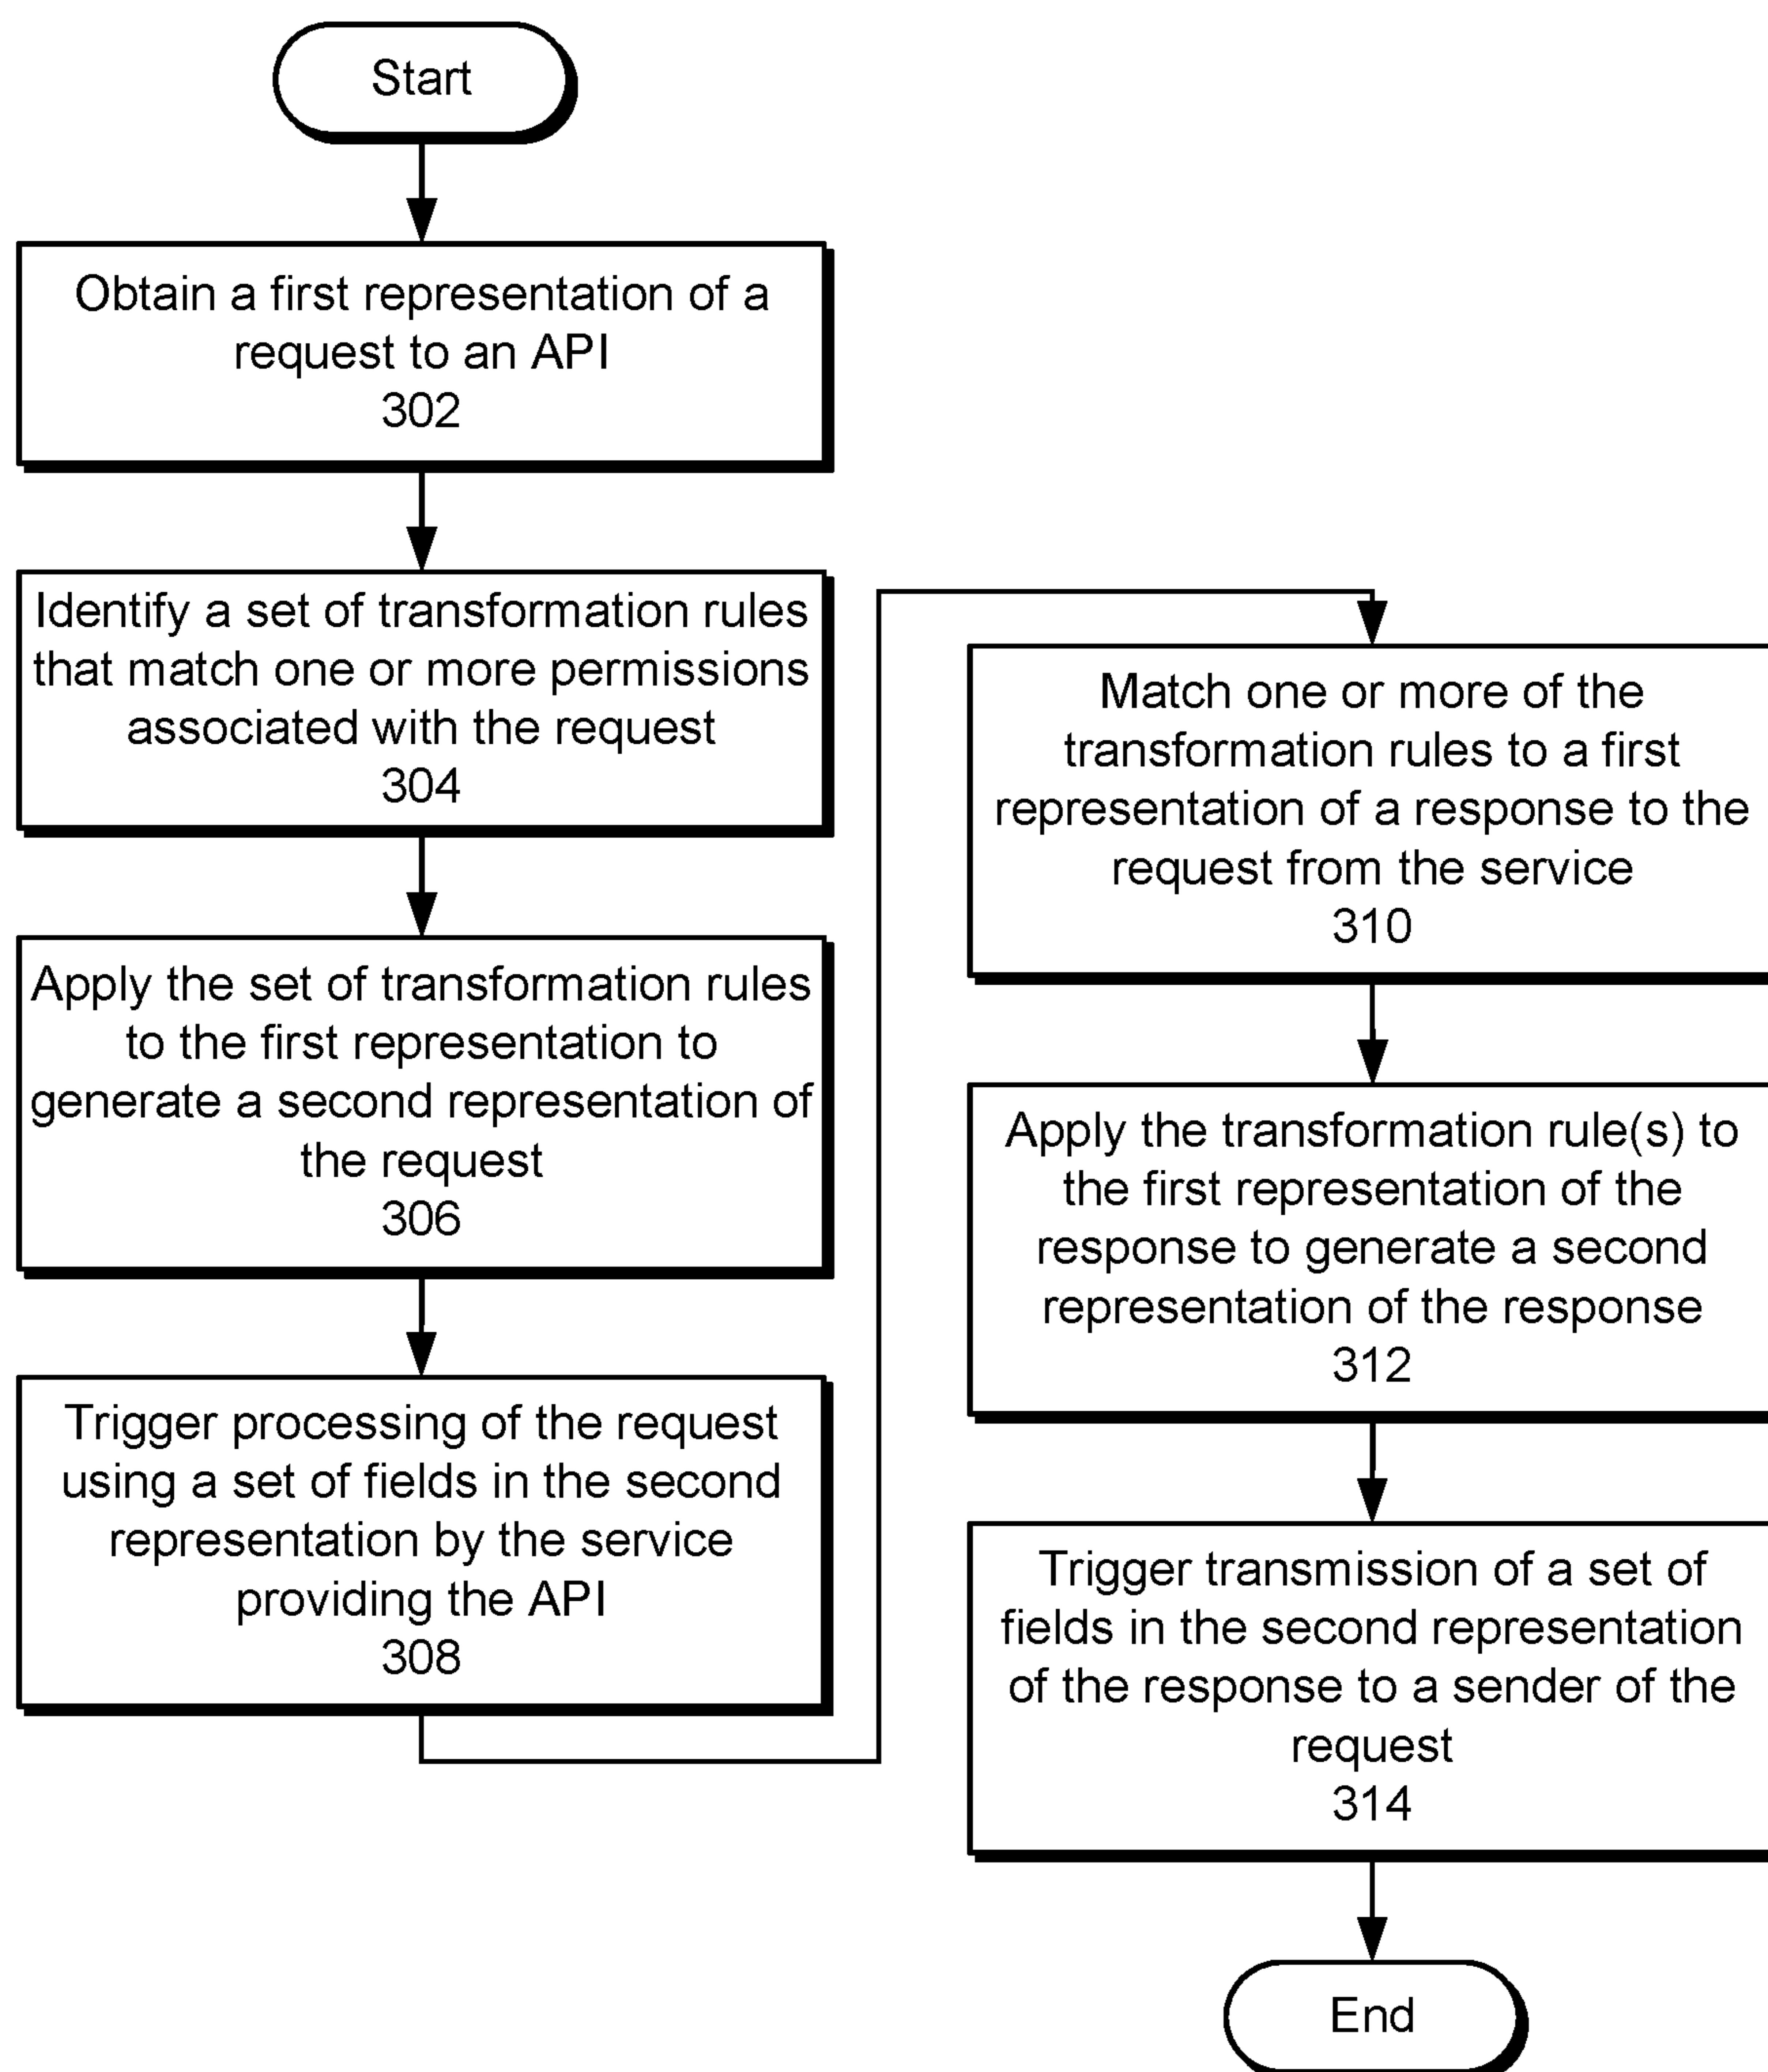 Start
Obtain a first representation of a
request to an API
302
Identify a set of transformation rules
that match one or more permissions
associated with the request
304
Apply the set of transformation rules
to the first representation to
generate a second representation of
the request
306
Trigger processing of the request
using a set of fields in the second
representation by the service
providing the API
308
Match one or more of the
transformation rules to a first
representation of a response to the
request from the service
310
Apply the transformation rule(s) to
the first representation of the
response to generate a second
representation of the response
312
Trigger transmission of a set of
fields in the second representation
of the response to a sender of the
request
314
End